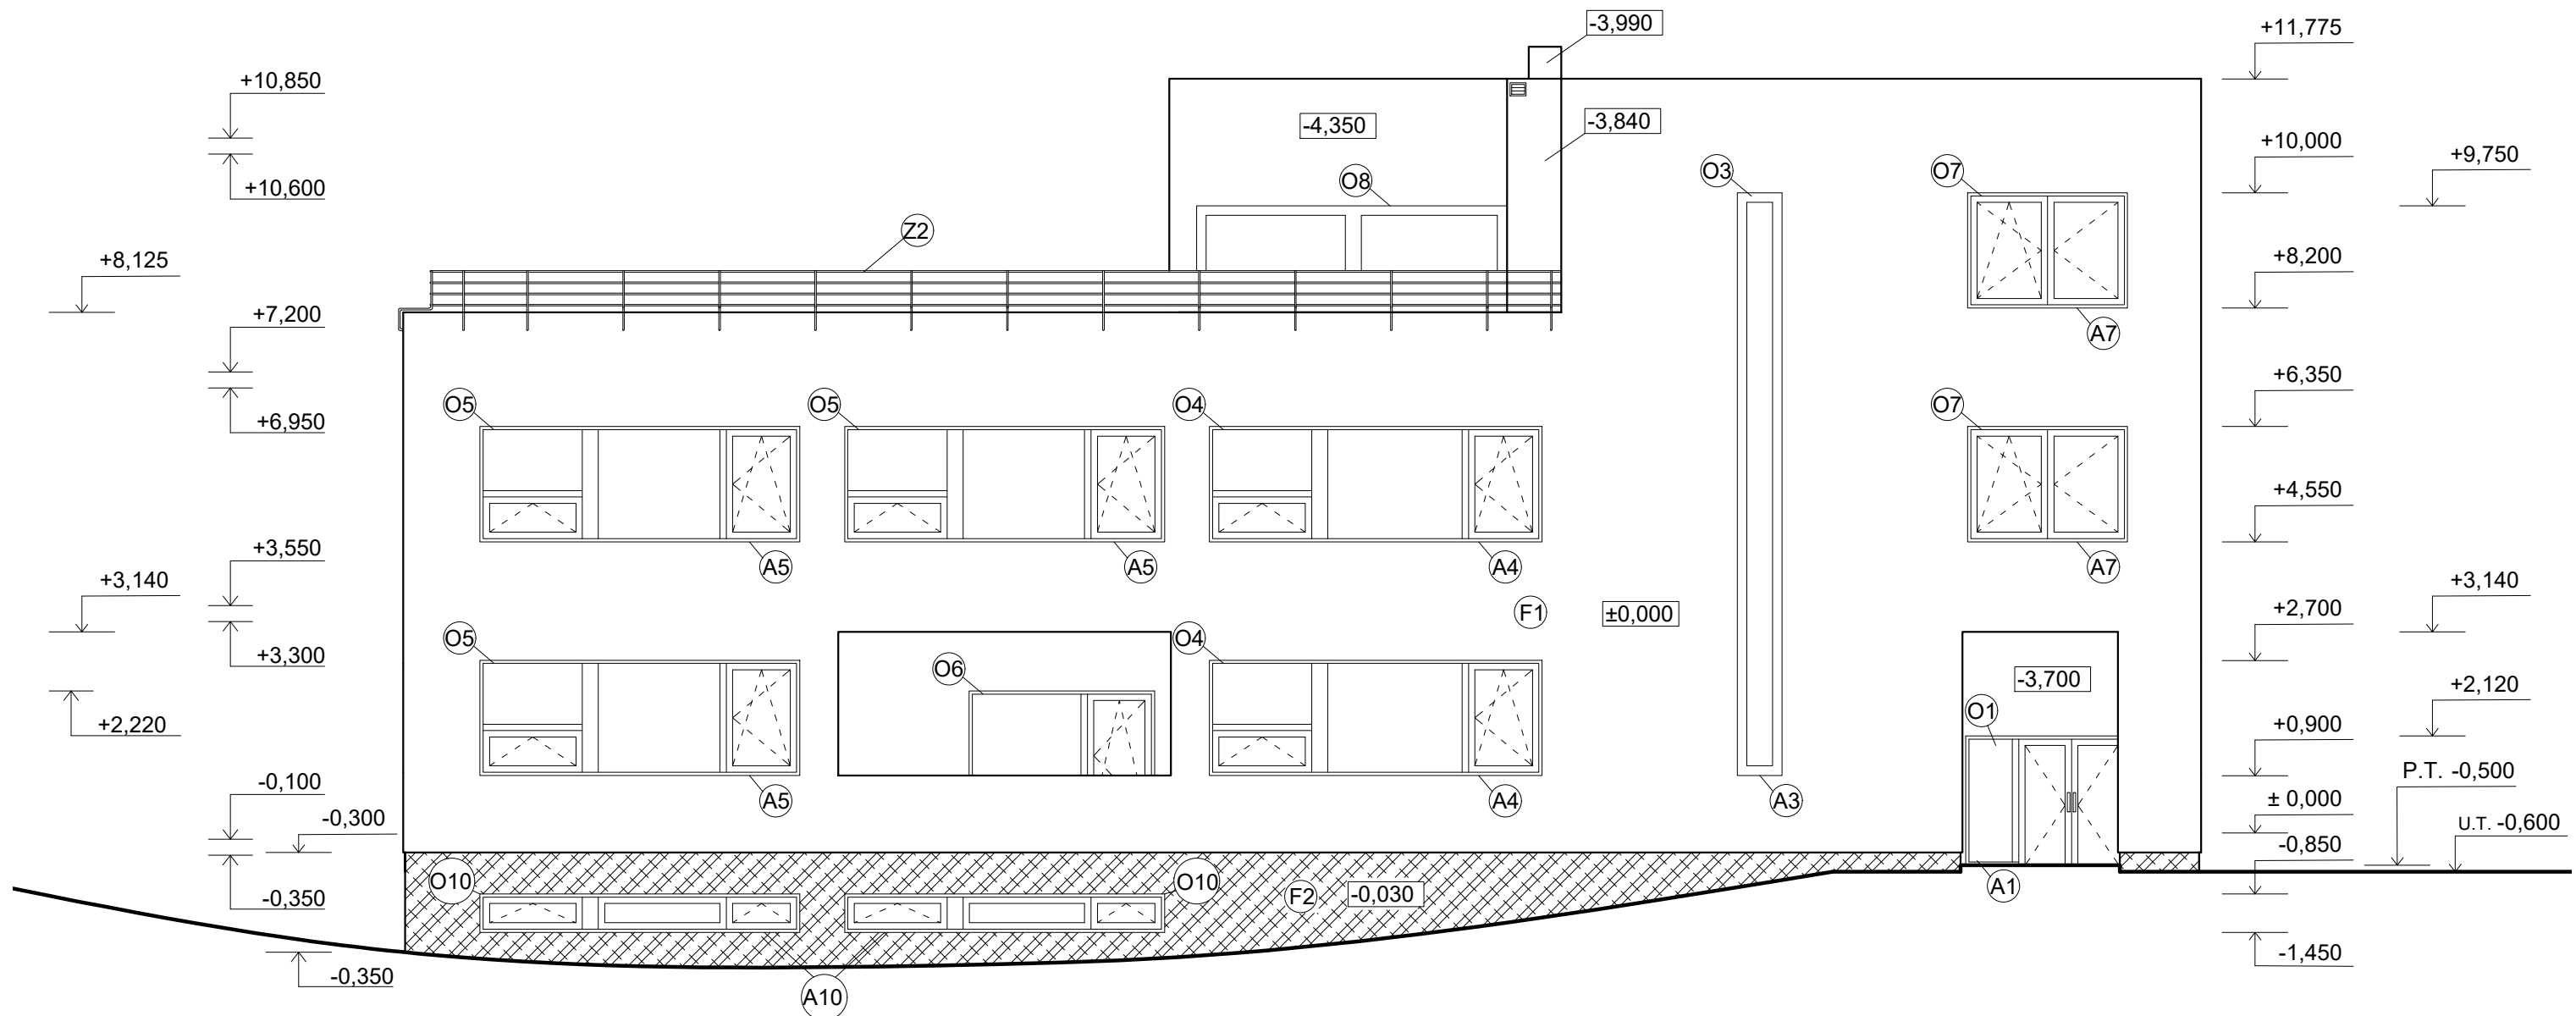 -3,990
+11,775
+10,850
-4,350
-3,840
+10,000
+9,750
+10,600
O8
O3
O7
Z2
+8,125
+8,200
+7,200
A7
+6,950
O5
O5
O4
O7
+6,350
+4,550
+3,550
A5
A5
A4
A7
+3,140
F1
±0,000
+3,140
+2,700
+3,300
O5
O6
O4
-3,700
+2,120
+2,220
O1
+0,900
-0,100
A5
A4
A3
P.T. -0,500
± 0,000
-0,300
U.T. -0,600
-0,850
-0,350
O10
O10
F2
-0,030
A1
-0,350
A10
-1,450